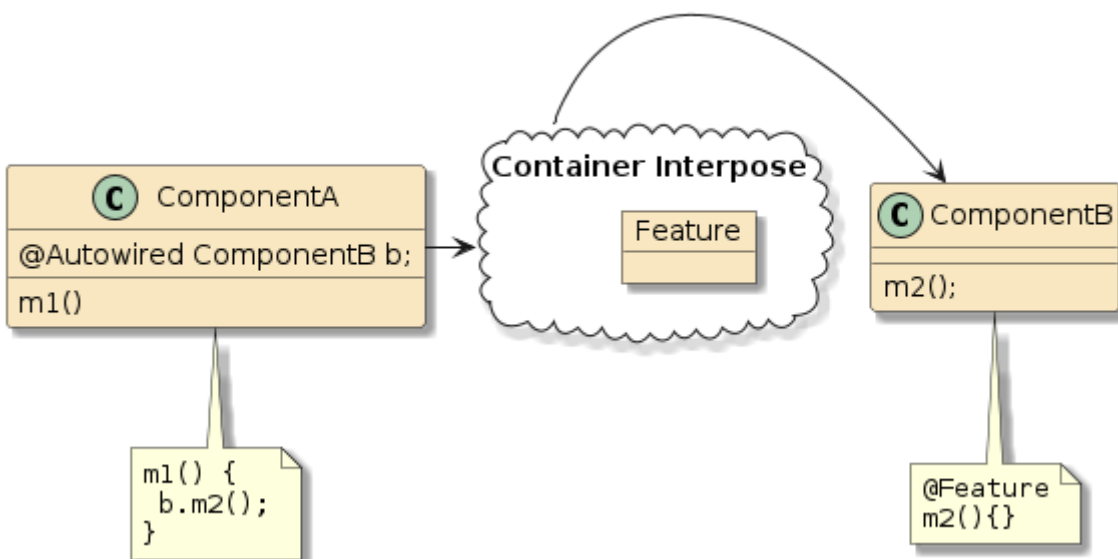 Container Interpose
Feature
C ComponentA
@Autowired ComponentB b;
m1()
C ComponentB
m2();
m1() {
 b.m2();
}
@Feature
m2(){}